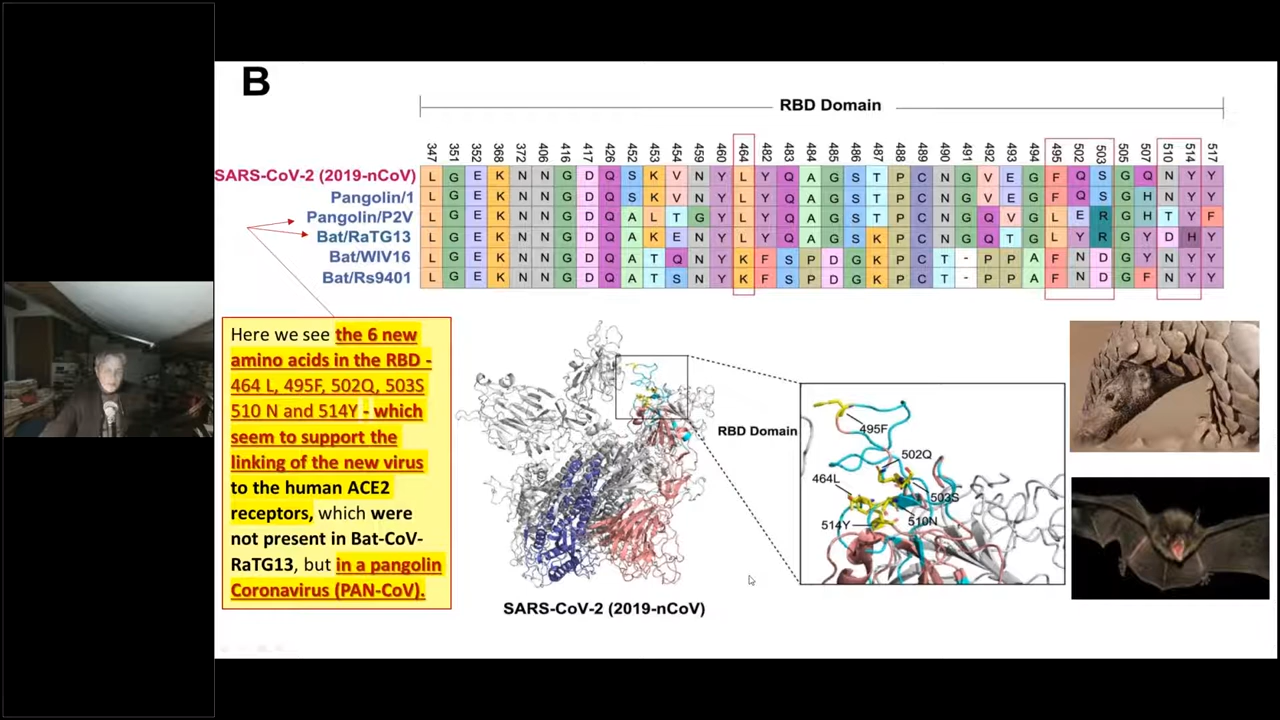 B
RBD Domain
347 351 352 368 372 406 416 417 426 452 453 454 459 460 464 482 483 484 485 486 487 488 489 490 491 492 493 494 495 502 503 505 507 510 514 517
SARS-CoV-2 (2019-nCoV) L G E K N N G D Q S K V N Y L Y Q A G S T P C N G V E G F Q S G Q N Y Y
Pangolin/1 L G E K N N G D Q S K V N Y L Y Q A G S T P C N G V E G F Q S G H N Y Y
Pangolin/P2V L G E K N N G D Q A L T G Y L Y Q A G S T P C N G Q V G L E R G H T Y F
Bat/RaTG13 L G E K N N G D Q A K E N Y L Y Q A G S K P C N G Q T G L Y R G Y D H Y
Bat/WIV16 L G E K N N G D Q A T Q N Y K F S P D G K P C T - P P A F N D G Y N Y Y
Bat/Rs9401 L G E K N N G D Q A T S N Y K F S P D G K P C T - P P A F N D G F N Y Y
Here we see the 6 new
amino acids in the RBD -
464 L, 495F, 502Q, 503S
510 N and 514Y - which
seem to support the
linking of the new virus
to the human ACE2
receptors, which were
not present in Bat-CoV-
RaTG13, but in a pangolin
Coronavirus (PAN-CoV).
SARS-CoV-2 (2019-nCoV)
RBD Domain
495F
502Q
464L
503S
514Y
510N